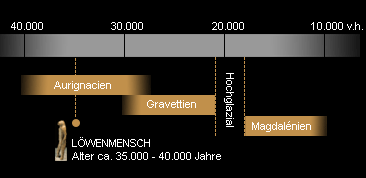 40.000 30.000 20.000 10.000 v.h.
Aurignacien
Gravettien
Hochglazial
Magdalénien
LÖWENMENSCH
Alter ca. 35.000 - 40.000 Jahre